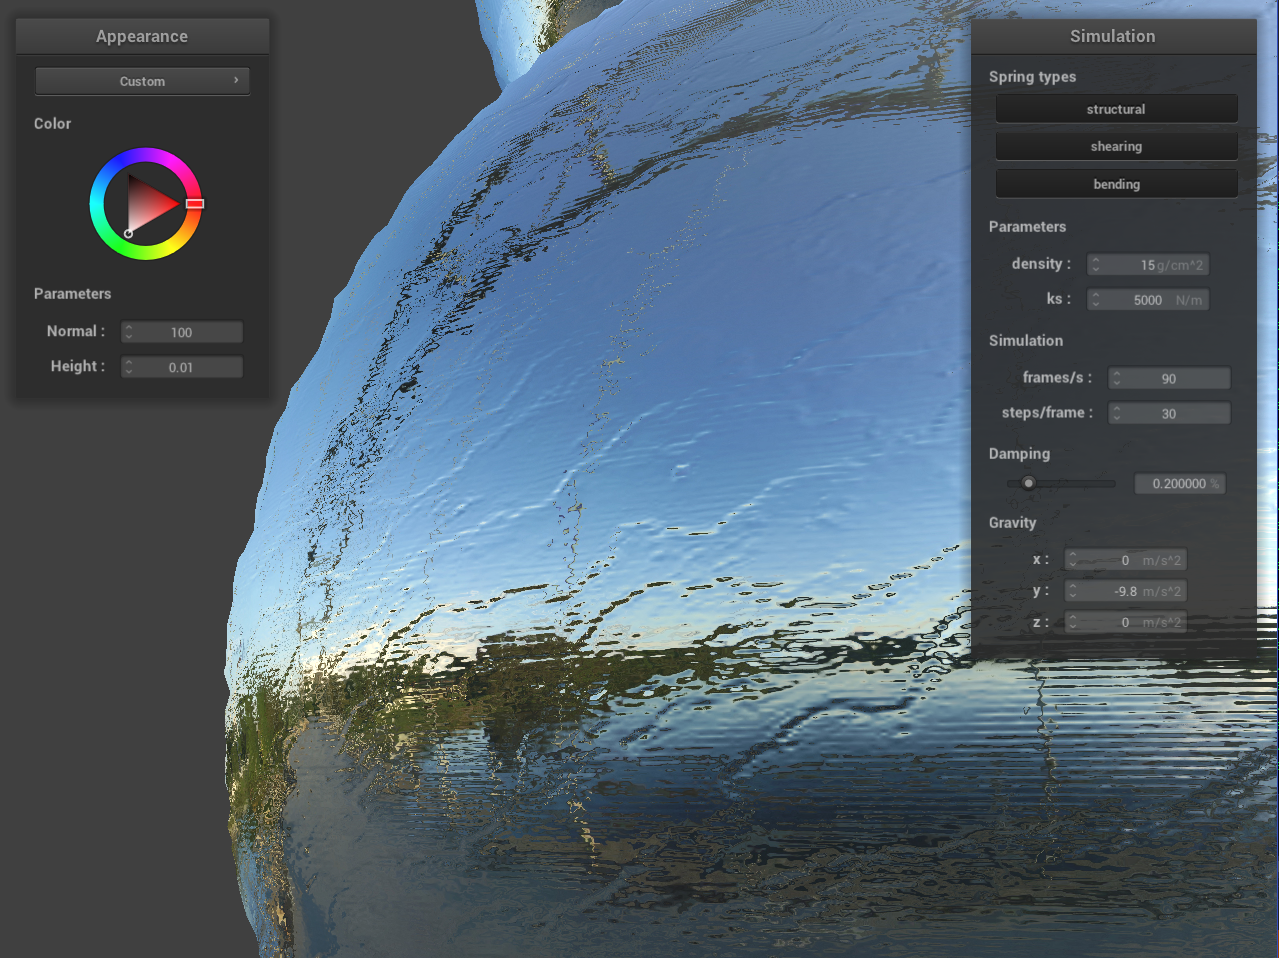 Appearance
Custom
Color
Parameters
Normal : 100
Height : 0.01
Simulation
Spring types
structural
shearing
bending
Parameters
density : 15 g/cm^2
ks : 5000 N/m
Simulation
frames/s : 90
steps/frame : 30
Damping
0.200000 %
Gravity
x : 0 m/s^2
y : -9.8 m/s^2
z : 0 m/s^2